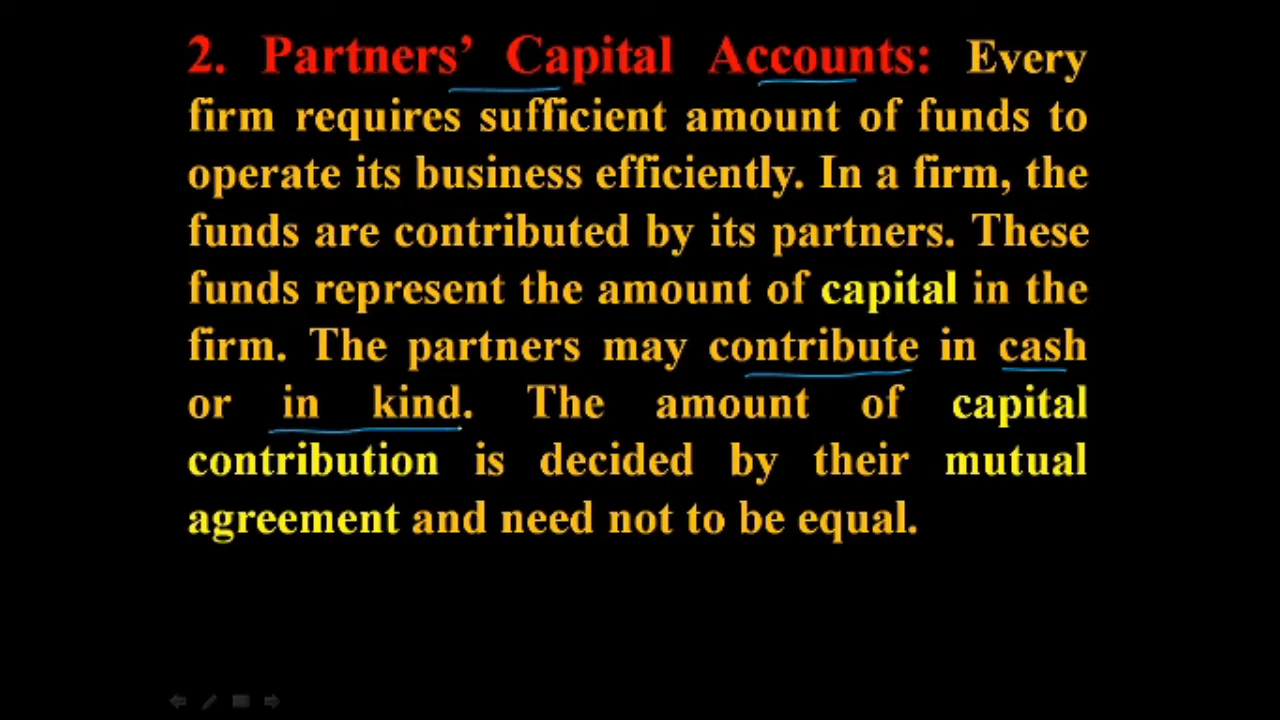 2. Partners’ Capital Accounts: Every
firm requires sufficient amount of funds to
operate its business efficiently. In a firm, the
funds are contributed by its partners. These
funds represent the amount of capital in the
firm. The partners may contribute in cash
or in kind. The amount of capital
contribution is decided by their mutual
agreement and need not to be equal.